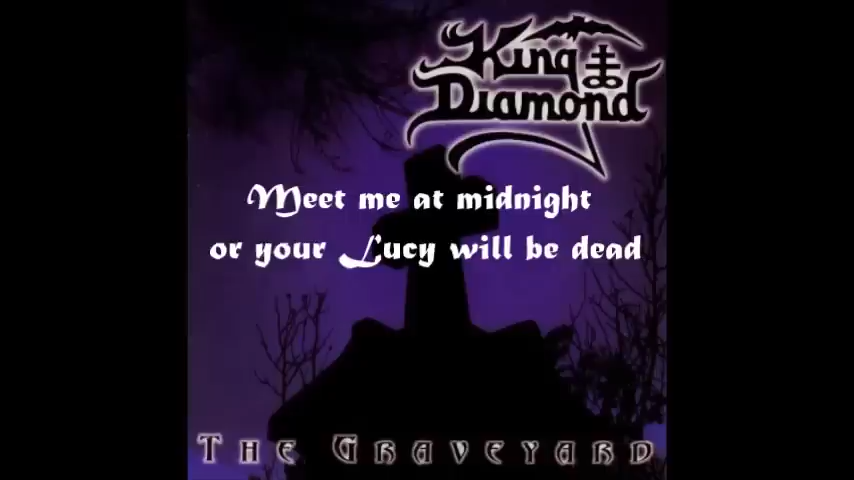 King
Diamond
Meet me at midnight
or your Lucy will be dead
The Graveyard